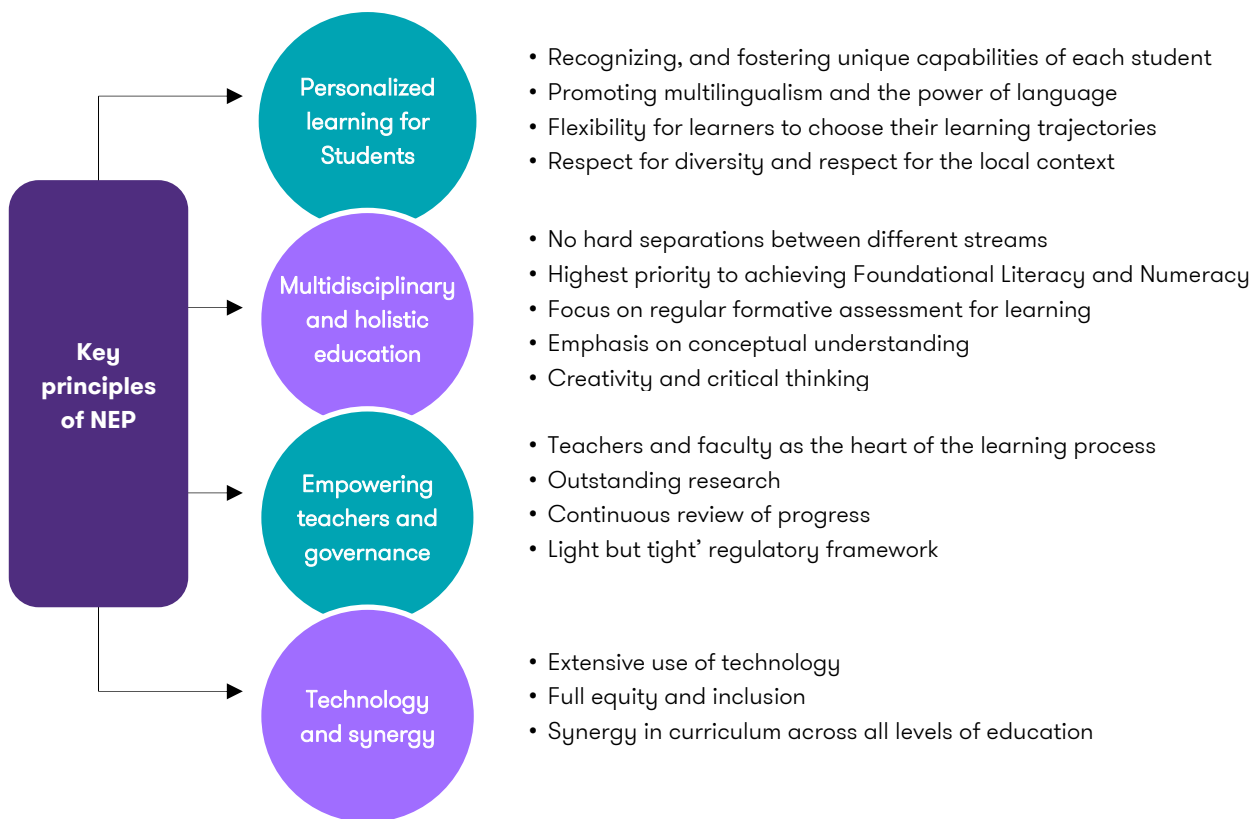 Key
principles
of NEP
Personalized
learning for
Students
• Recognizing, and fostering unique capabilities of each student
• Promoting multilingualism and the power of language
• Flexibility for learners to choose their learning trajectories
• Respect for diversity and respect for the local context
Multidisciplinary
and holistic
education
• No hard separations between different streams
• Highest priority to achieving Foundational Literacy and Numeracy
• Focus on regular formative assessment for learning
• Emphasis on conceptual understanding
• Creativity and critical thinking
Empowering
teachers and
governance
• Teachers and faculty as the heart of the learning process
• Outstanding research
• Continuous review of progress
• Light but tight’ regulatory framework
Technology
and synergy
• Extensive use of technology
• Full equity and inclusion
• Synergy in curriculum across all levels of education